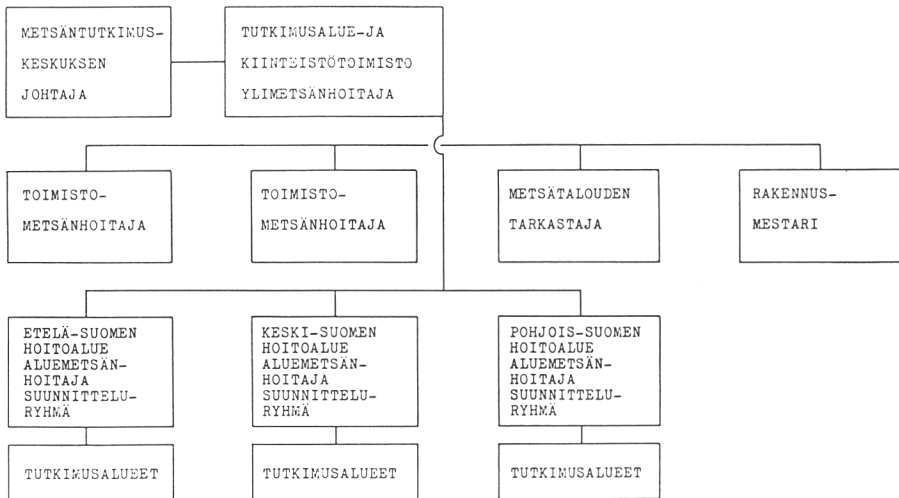 METSÄNTUTKIMUS-
KESKUKSEN
JOHTAJA
TUTKIMUSALUE-JA
KIINTEISTÖTOIMISTO
YLIMETSÄNHOITAJA
TOIMISTO-
METSÄNHOITAJA
TOIMISTO-
METSÄNHOITAJA
METSÄTALOUDEN
TARKASTAJA
RAKENNUS-
MESTARI
ETELÄ-SUOMEN
HOITOALUE
ALUEMETSÄN-
HOITAJA
SUUNNITTELU-
RYHMÄ
KESKI-SUOMEN
HOITOALUE
ALUEMETSÄN-
HOITAJA
SUUNNITTELU-
RYHMÄ
POHJOIS-SUOMEN
HOITOALUE
ALUEMETSÄN-
HOITAJA
SUUNNITTELU-
RYHMÄ
TUTKIMUSALUEET
TUTKIMUSALUEET
TUTKIMUSALUEET